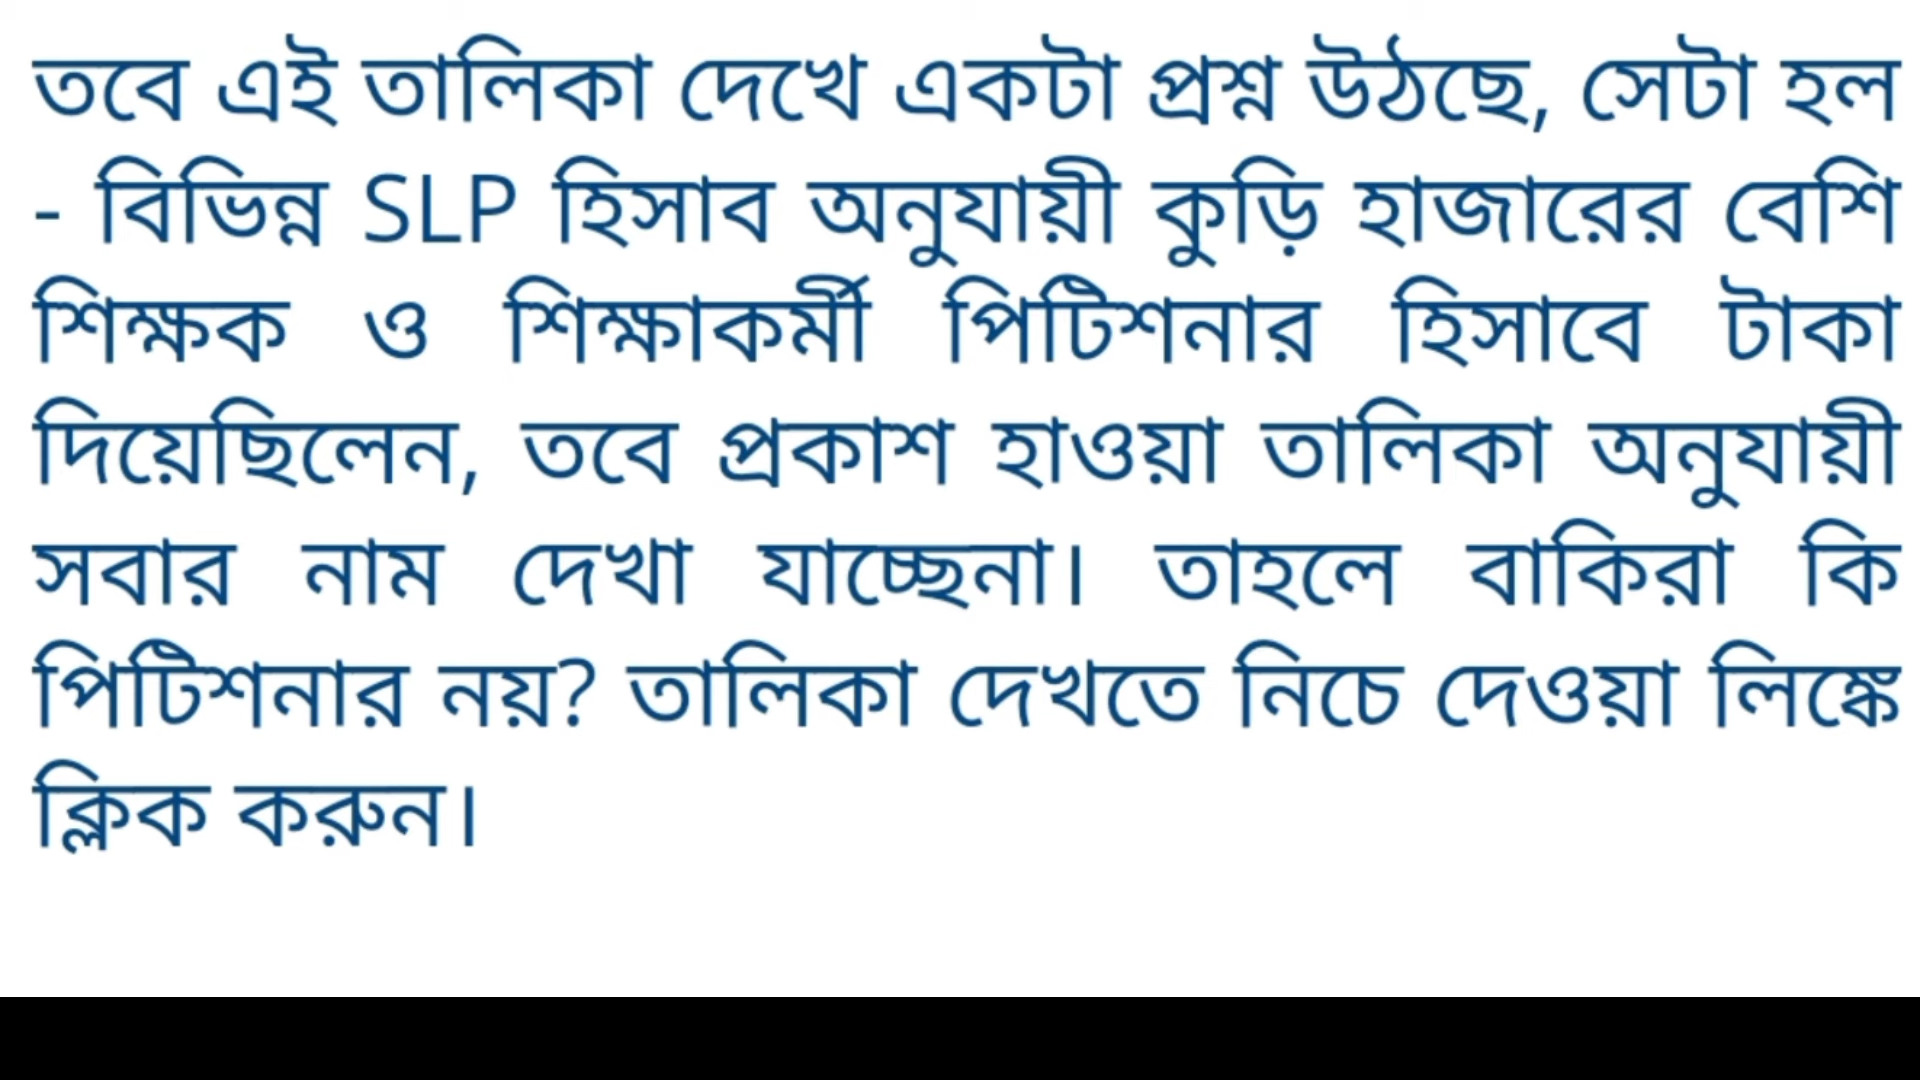 তবে এই তালিকা দেখে একটা প্রশ্ন উঠছে, সেটা হল
- বিভিন্ন SLP হিসাব অনুযায়ী কুড়ি হাজারের বেশি
শিক্ষক ও শিক্ষাকর্মী পিটিশনার হিসাবে টাকা
দিয়েছিলেন, তবে প্রকাশ হাওয়া তালিকা অনুযায়ী
সবার নাম দেখা যাচ্ছেনা। তাহলে বাকিরা কি
পিটিশনার নয়? তালিকা দেখতে নিচে দেওয়া লিঙ্কে
ক্লিক করুন।